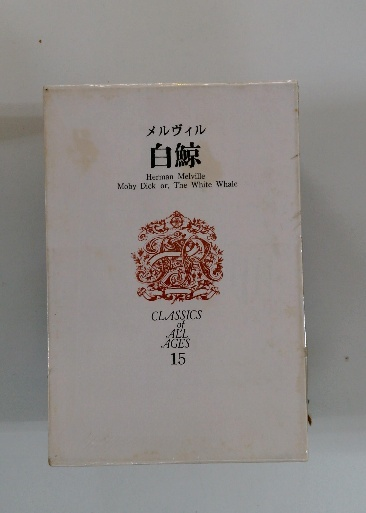 メルヴィル
白鯨
Herman Melville
Moby Dick or, The White Whale
CLASSICS
of
ALL
AGES
15